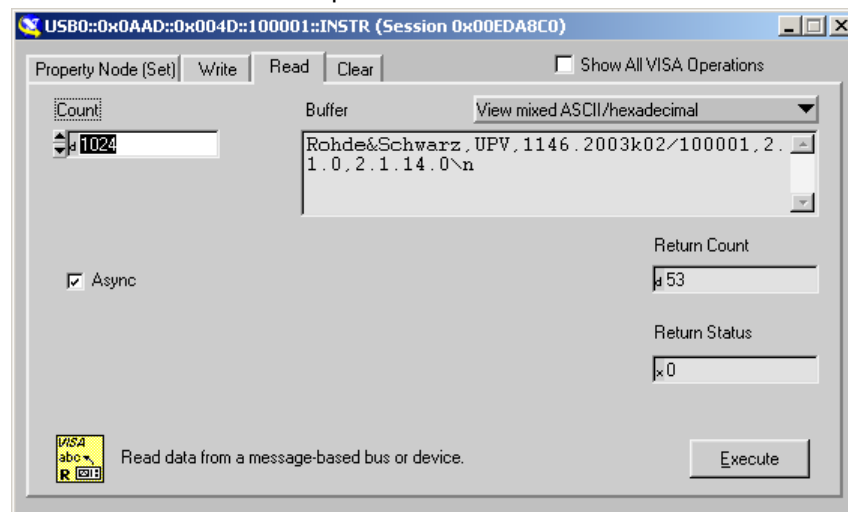 USB0::0x0AAD::0x004D::100001::INSTR (Session 0x00EDA8C0)
Property Node (Set) Write Read Clear Show All VISA Operations
Count Buffer View mixed ASCII/hexadecimal
d 1024
Rohde&Schwarz,UPV,1146.2003k02/100001,2.
1.0,2.1.14.0\n
Return Count
Async d 53
Return Status
x 0
VISA
abc
R
Read data from a message-based bus or device. Execute